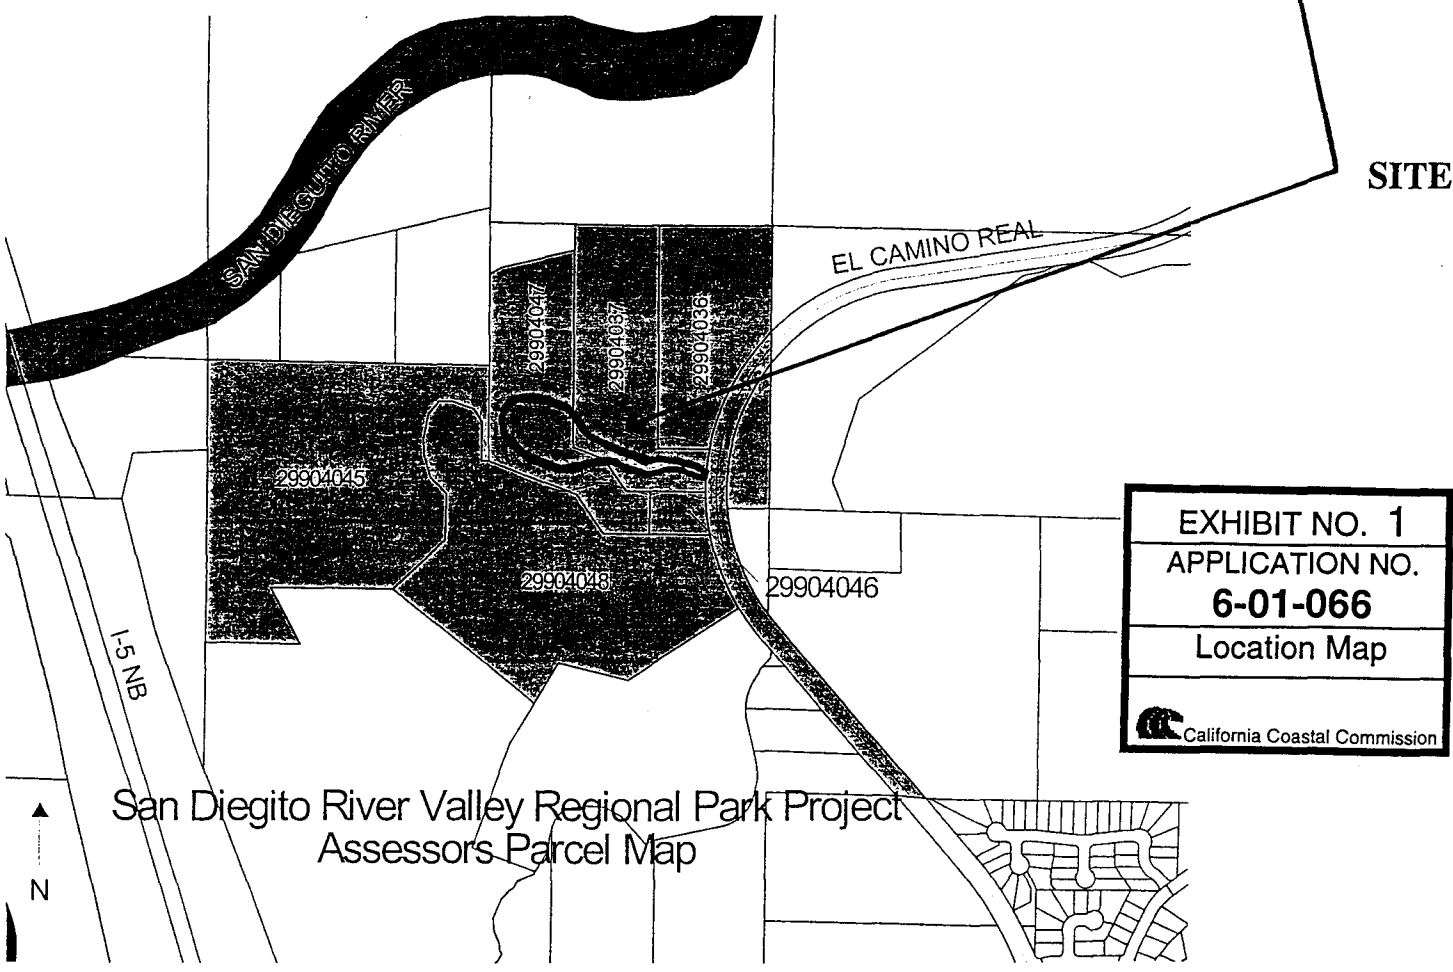 SITE
SAN DIEGUITO RIVER
EL CAMINO REAL
29904047
29904037
29904036
29904045
29904048
29904046
I-5 NB
EXHIBIT NO. 1
APPLICATION NO.
6-01-066
Location Map
California Coastal Commission
San Diegito River Valley Regional Park Project
Assessors Parcel Map
N